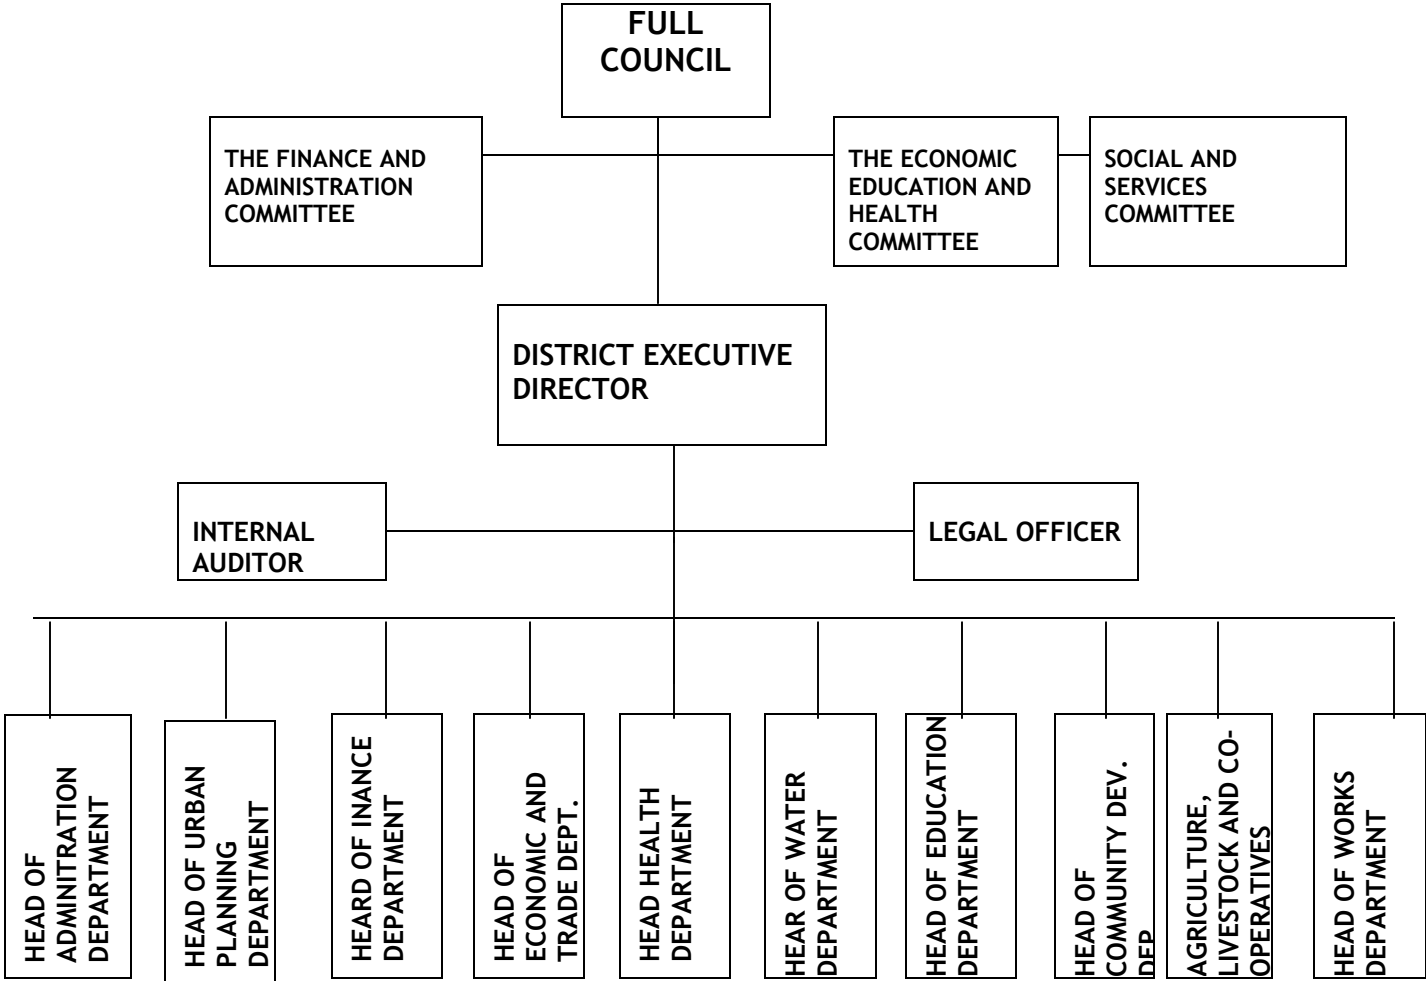 FULL
COUNCIL
THE FINANCE AND
ADMINISTRATION
COMMITTEE
THE ECONOMIC
EDUCATION AND
HEALTH
COMMITTEE
SOCIAL AND
SERVICES
COMMITTEE
DISTRICT EXECUTIVE
DIRECTOR
INTERNAL
AUDITOR
LEGAL OFFICER
HEAD OF
ADMINITRATION
DEPARTMENT
HEAD OF URBAN
PLANNING
DEPARTMENT
HEARD OF INANCE
DEPARTMENT
HEAD OF
ECONOMIC AND
TRADE DEPT.
HEAD HEALTH
DEPARTMENT
HEAR OF WATER
DEPARTMENT
HEAD OF EDUCATION
DEPARTMENT
HEAD OF
COMMUNITY DEV.
DEP
AGRICULTURE,
LIVESTOCK AND CO-
OPERATIVES
HEAD OF WORKS
DEPARTMENT